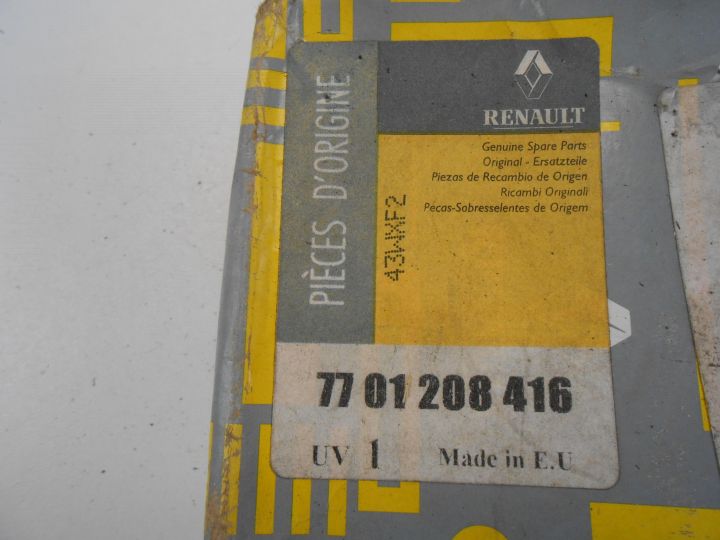 PIÈCES D'ORIGINE
RENAULT
Genuine Spare Parts
Original - Ersatzteile
Piezas de Recambio de Origen
Ricambi Originali
Pecas-Sobresselentes de Origem
43WXF2
77 01 208 416
UV 1 Made in E.U